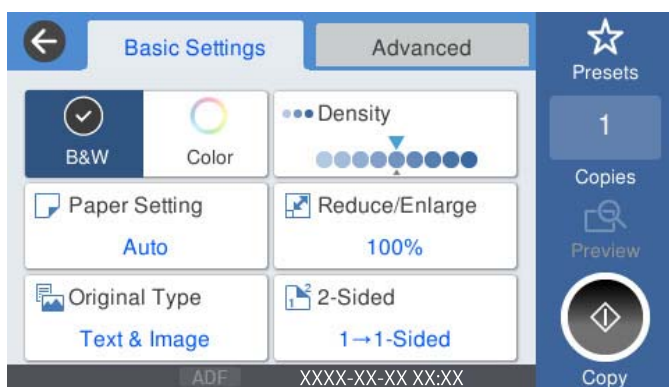 Basic Settings
Advanced
Presets
B&W
Color
Density
1
Copies
Paper Setting
Auto
Reduce/Enlarge
100%
Preview
Original Type
Text & Image
2-Sided
1→1-Sided
ADF
XXXX-XX-XX XX:XX
Copy